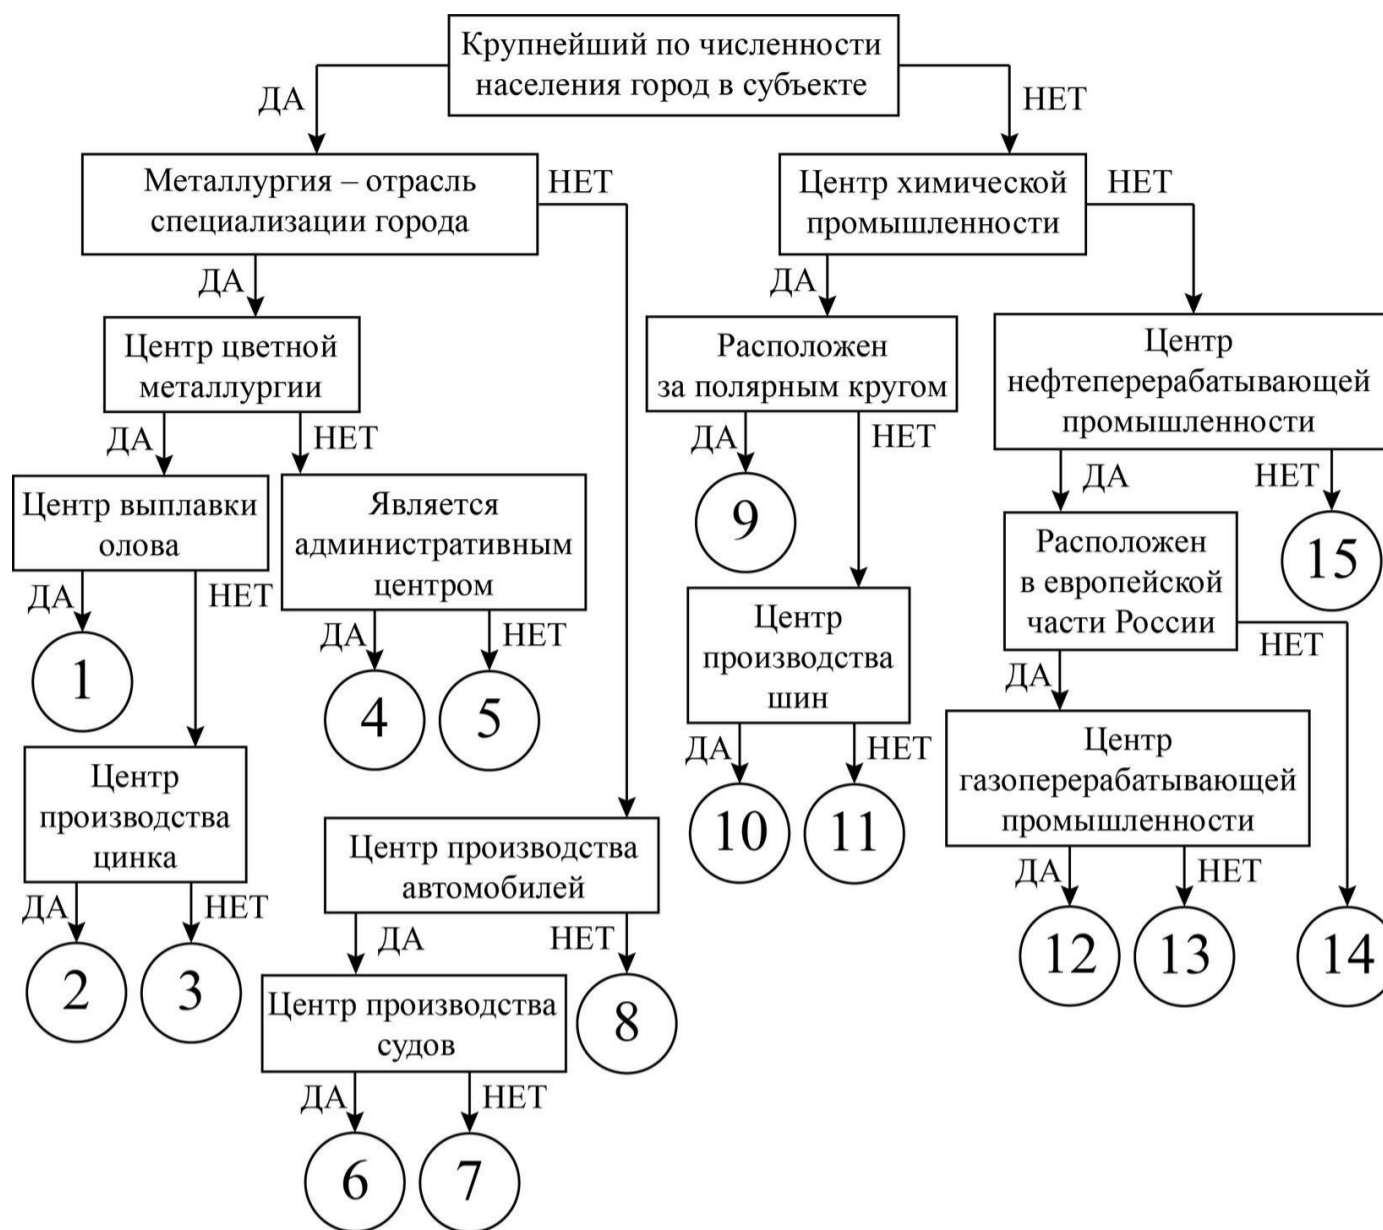 Крупнейший по численности
населения город в субъекте
ДА
НЕТ
Металлургия – отрасль
специализации города
НЕТ
Центр химической
промышленности
НЕТ
ДА
ДА
Центр цветной
металлургии
Расположен
за полярным кругом
Центр
нефтеперерабатывающей
промышленности
ДА
НЕТ
ДА
НЕТ
ДА
НЕТ
Центр выплавки
олова
Является
административным
центром
9
Расположен
в европейской
части России
15
ДА
НЕТ
ДА
НЕТ
Центр
производства
шин
НЕТ
ДА
1
4
5
Центр
производства
цинка
ДА
НЕТ
Центр
газоперерабатывающей
промышленности
10
11
Центр производства
автомобилей
ДА
НЕТ
ДА
НЕТ
ДА
НЕТ
2
3
12
13
14
Центр производства
судов
8
ДА
НЕТ
6
7